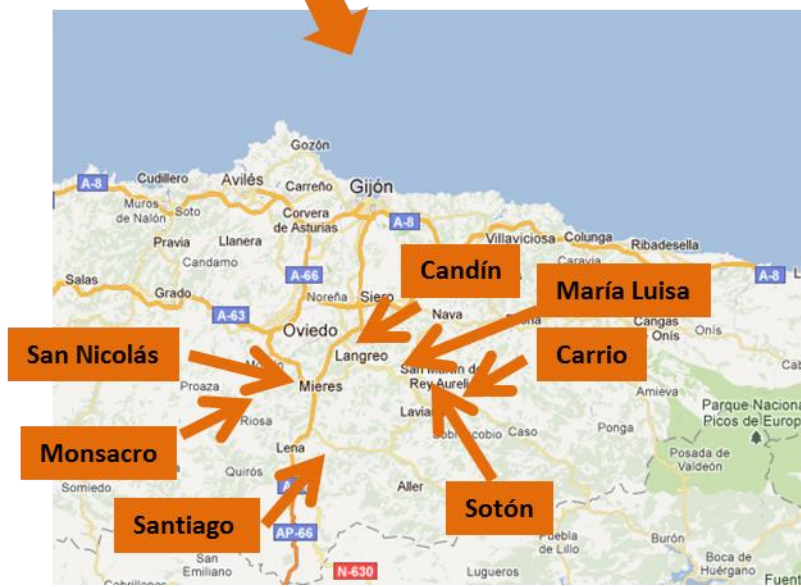 Gozón
A-8
Cudillero
Avilés
Carreño
Gijón
Muros
de Nalón
Soto
Corvera
de Asturias
A-8
Pravia
Llanera
Villaviciosa
Colunga
Ribadesella
Candamo
Caravia
Candín
A-8
Salas
A-66
María Luisa
Grado
Noreña
Siero
A-63
Nava
Cangas
de Onís
Onís
Oviedo
San Nicolás
Langreo
Carrio
San Martín del
Rey Aurelio
Proaza
Mieres
Amieva
Riosa
Parque Nacional
Picos de Europa
Monsacro
Lena
Caso
Ponga
Quirós
Posada de
Valdeón
Somiedo
Aller
Sotón
Santiago
AP-66
Puebla
de Lillo
Burón
San
Emiliano
Boca de
Huérgano
N-630
Lugueros
Cabrillanes